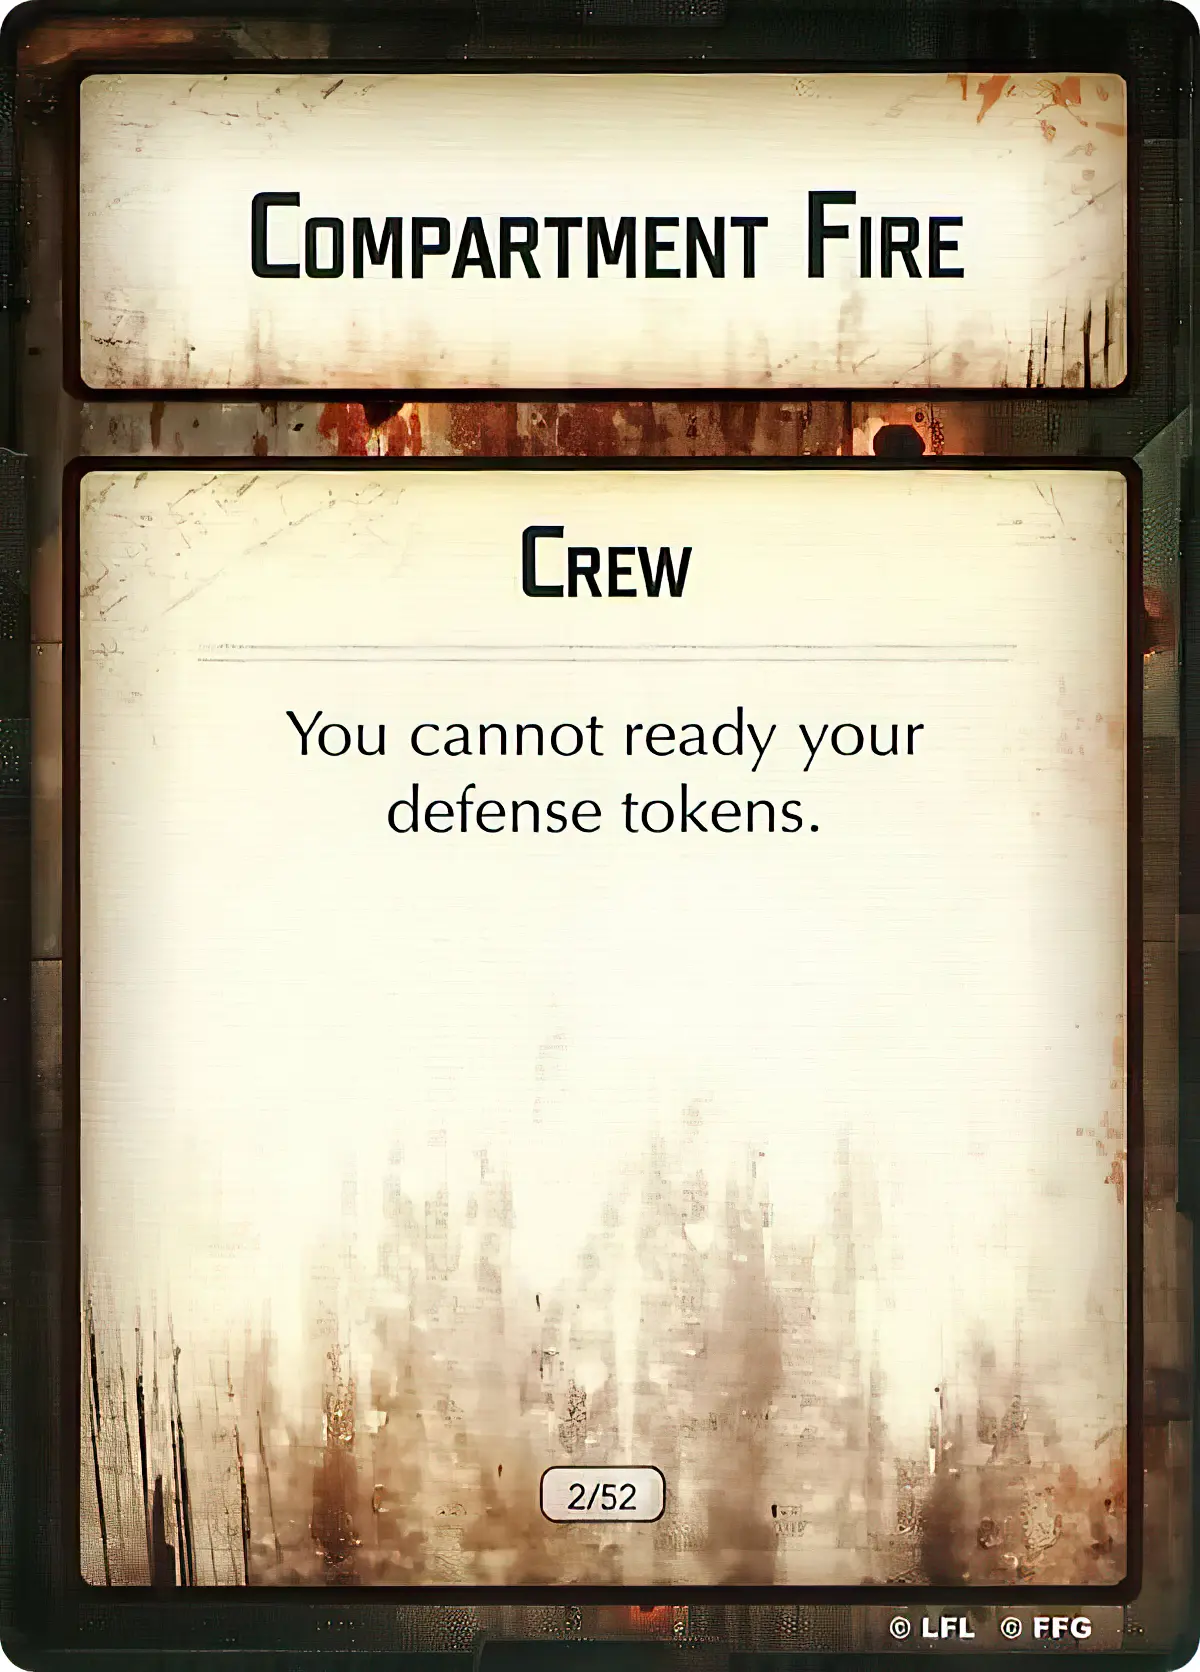 Compartment Fire
Crew
You cannot ready your
defense tokens.
2/52
© LFL © FFG